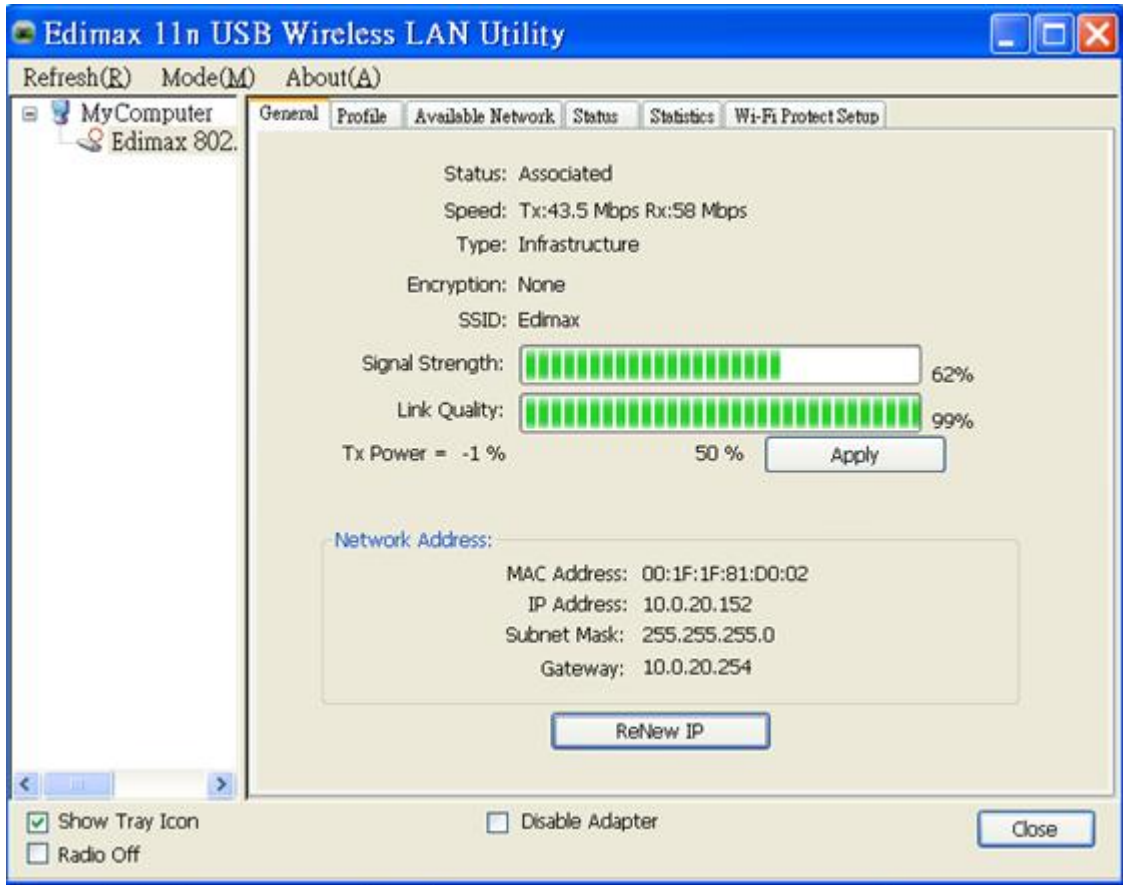 Edimax 11n USB Wireless LAN Utility
Refresh(R) Mode(M) About(A)
MyComputer
Edimax 802.
General Profile Available Network Status Statistics Wi-Fi Protect Setup
Status: Associated
Speed: Tx:43.5 Mbps Rx:58 Mbps
Type: Infrastructure
Encryption: None
SSID: Edimax
Signal Strength: 62%
Link Quality: 99%
Tx Power = -1 % 50 % Apply
Network Address:
MAC Address: 00:1F:1F:81:D0:02
IP Address: 10.0.20.152
Subnet Mask: 255.255.255.0
Gateway: 10.0.20.254
ReNew IP
Show Tray Icon Disable Adapter Close
Radio Off